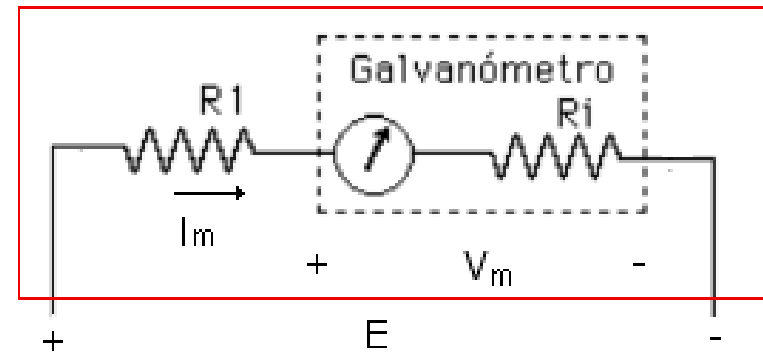 Galvanómetro
R1
Ri
Im
+ Vm -
+ E -